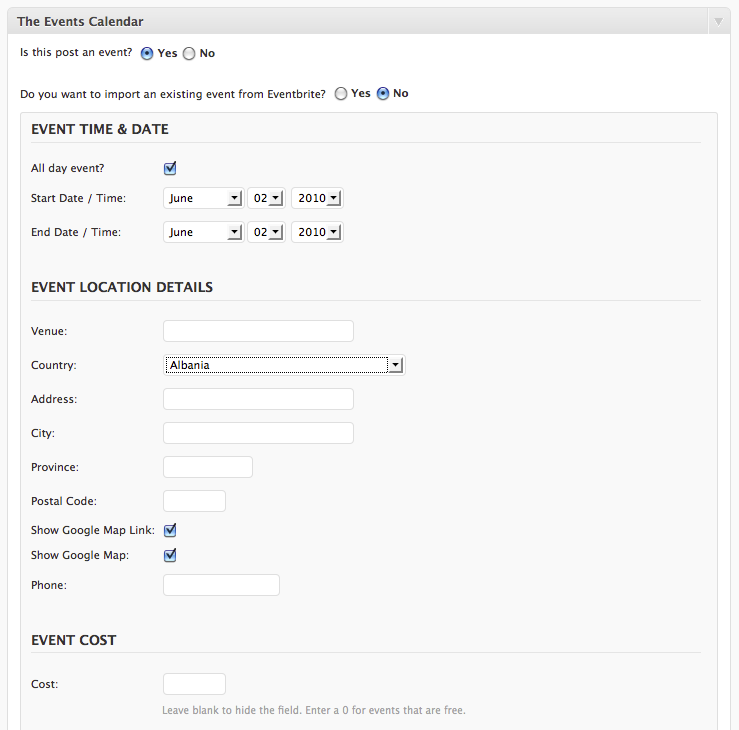 The Events Calendar
Is this post an event? Yes No
Do you want to import an existing event from Eventbrite? Yes No
EVENT TIME & DATE
All day event?
Start Date / Time: June 02 2010
End Date / Time: June 02 2010
EVENT LOCATION DETAILS
Venue:
Country: Albania
Address:
City:
Province:
Postal Code:
Show Google Map Link:
Show Google Map:
Phone:
EVENT COST
Cost:
Leave blank to hide the field. Enter a 0 for events that are free.